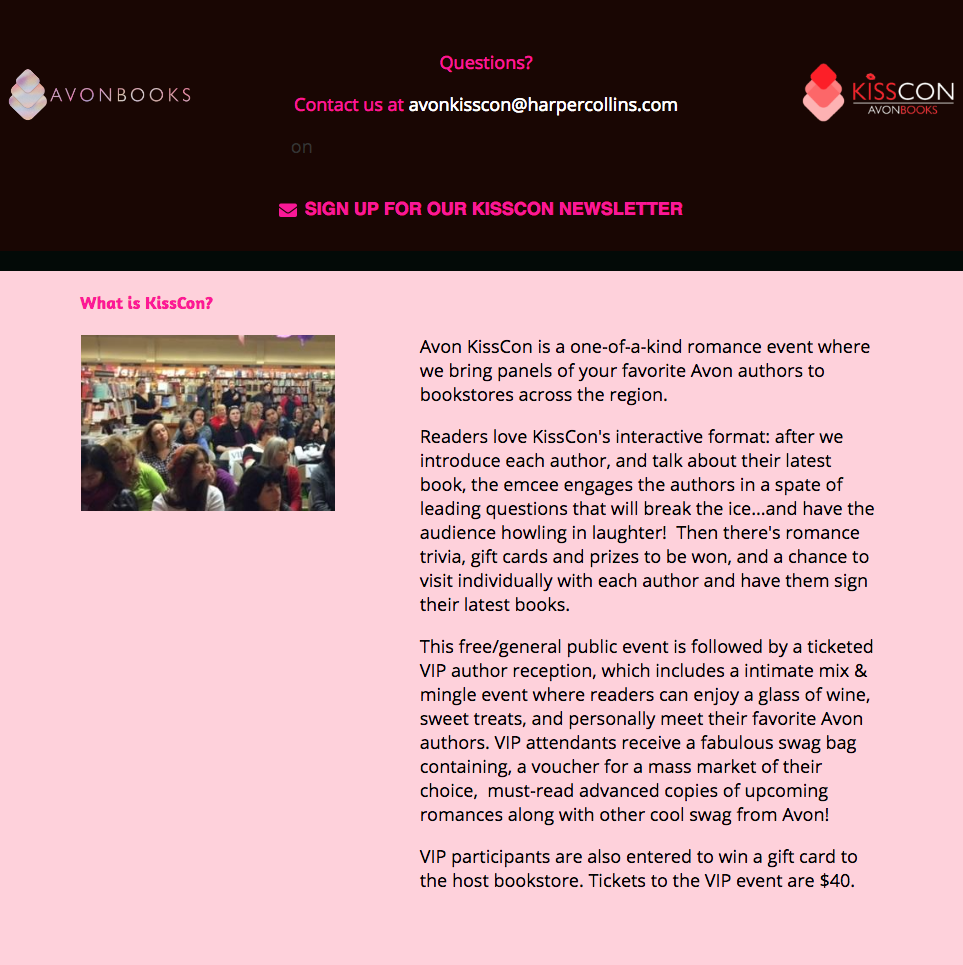 AVONBOOKS
Questions?
Contact us at avonkisscon@harpercollins.com
on
KISSCON
AVONBOOKS
SIGN UP FOR OUR KISSCON NEWSLETTER
What is KissCon?
Avon KissCon is a one-of-a-kind romance event where
we bring panels of your favorite Avon authors to
bookstores across the region.
Readers love KissCon's interactive format: after we
introduce each author, and talk about their latest
book, the emcee engages the authors in a spate of
leading questions that will break the ice...and have the
audience howling in laughter!  Then there's romance
trivia, gift cards and prizes to be won, and a chance to
visit individually with each author and have them sign
their latest books.
This free/general public event is followed by a ticketed
VIP author reception, which includes a intimate mix &
mingle event where readers can enjoy a glass of wine,
sweet treats, and personally meet their favorite Avon
authors. VIP attendants receive a fabulous swag bag
containing, a voucher for a mass market of their
choice,  must-read advanced copies of upcoming
romances along with other cool swag from Avon!
VIP participants are also entered to win a gift card to
the host bookstore. Tickets to the VIP event are $40.